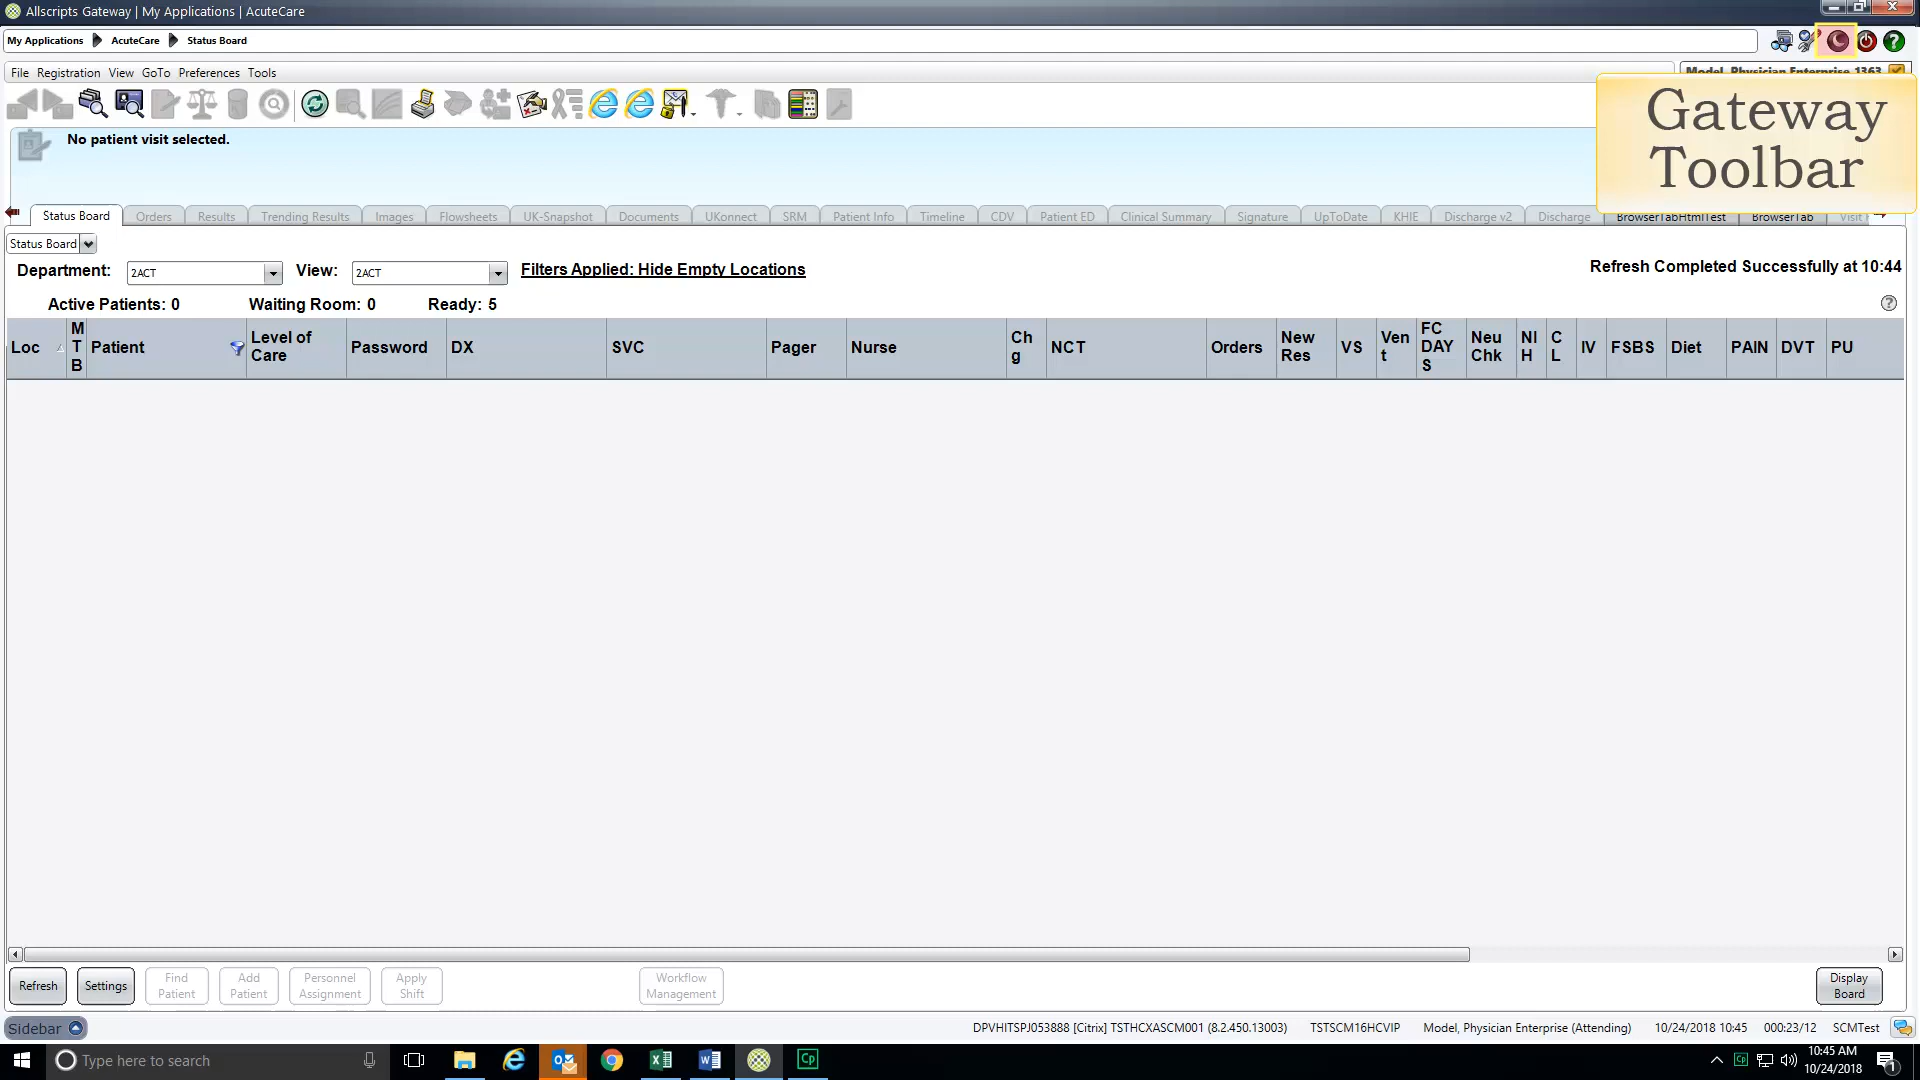 Allscripts Gateway | My Applications | AcuteCare
My Applications AcuteCare Status Board
File Registration View GoTo Preferences Tools
Model, Physician Enterprise 1363
Gateway
Toolbar
No patient visit selected.
Status Board Orders Results Trending Results Images Flowsheets UK-Snapshot Documents UKonnect SRM Patient Info Timeline CDV Patient ED Clinical Summary Signature UpToDate KHIE Discharge v2 Discharge BrowserTabHtmlTest BrowserTab Visit
Status Board
Department: 2ACT View: 2ACT Filters Applied: Hide Empty Locations Refresh Completed Successfully at 10:44
Active Patients: 0 Waiting Room: 0 Ready: 5
Loc M T B Patient Level of Care Password DX SVC Pager Nurse Ch g NCT Orders New Res VS Ven t FC DAY S Neu Chk NI H C L IV FSBS Diet PAIN DVT PU
Refresh Settings Find Patient Add Patient Personnel Assignment Apply Shift Workflow Management Display Board
Sidebar DPVHITSPJ053888 [Citrix] TSTHCXASCM001 (8.2.450.13003) TSTSCM16HCVIP Model, Physician Enterprise (Attending) 10/24/2018 10:45 000:23/12 SCMTest
Type here to search
10:45 AM
10/24/2018